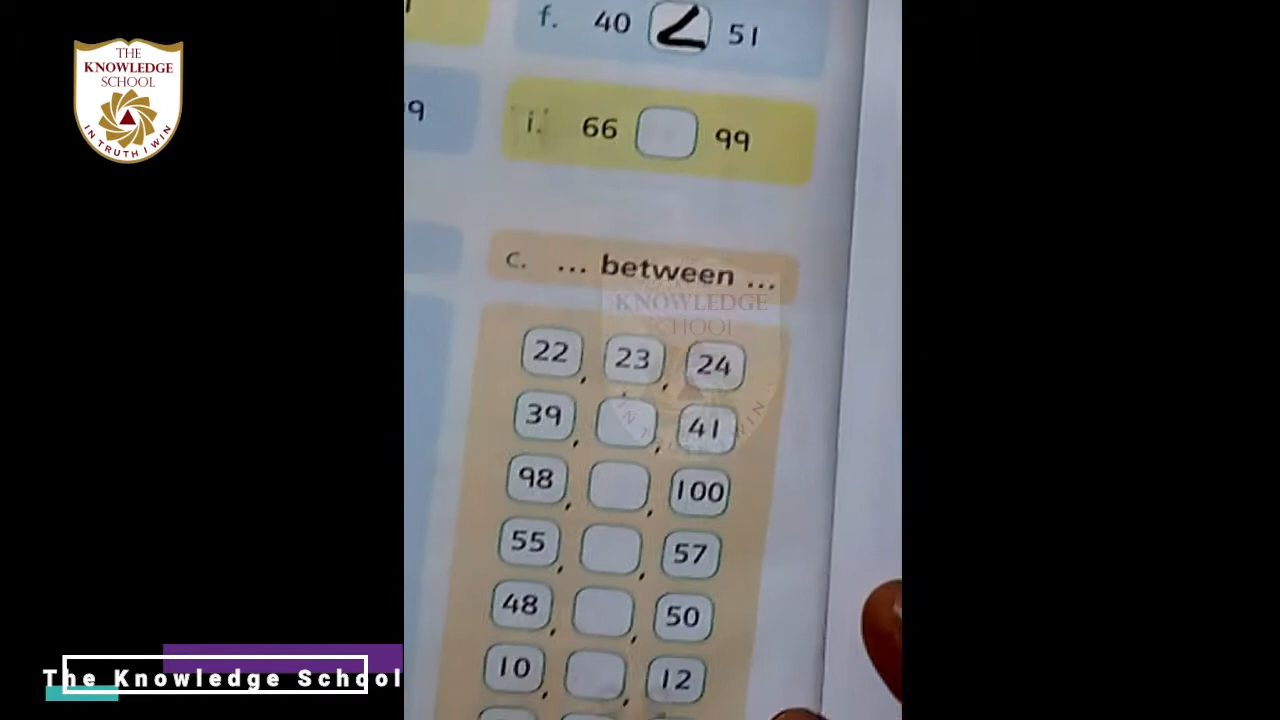 THE
KNOWLEDGE
SCHOOL
IN TRUTH I WIN
f. 40 < 51
9
i. 66 99
c. ... between ...
KNOWLEDGE
22, 23, 24
39, , 41
98, , 100
55, , 57
48, , 50
10, , 12
The Knowledge School